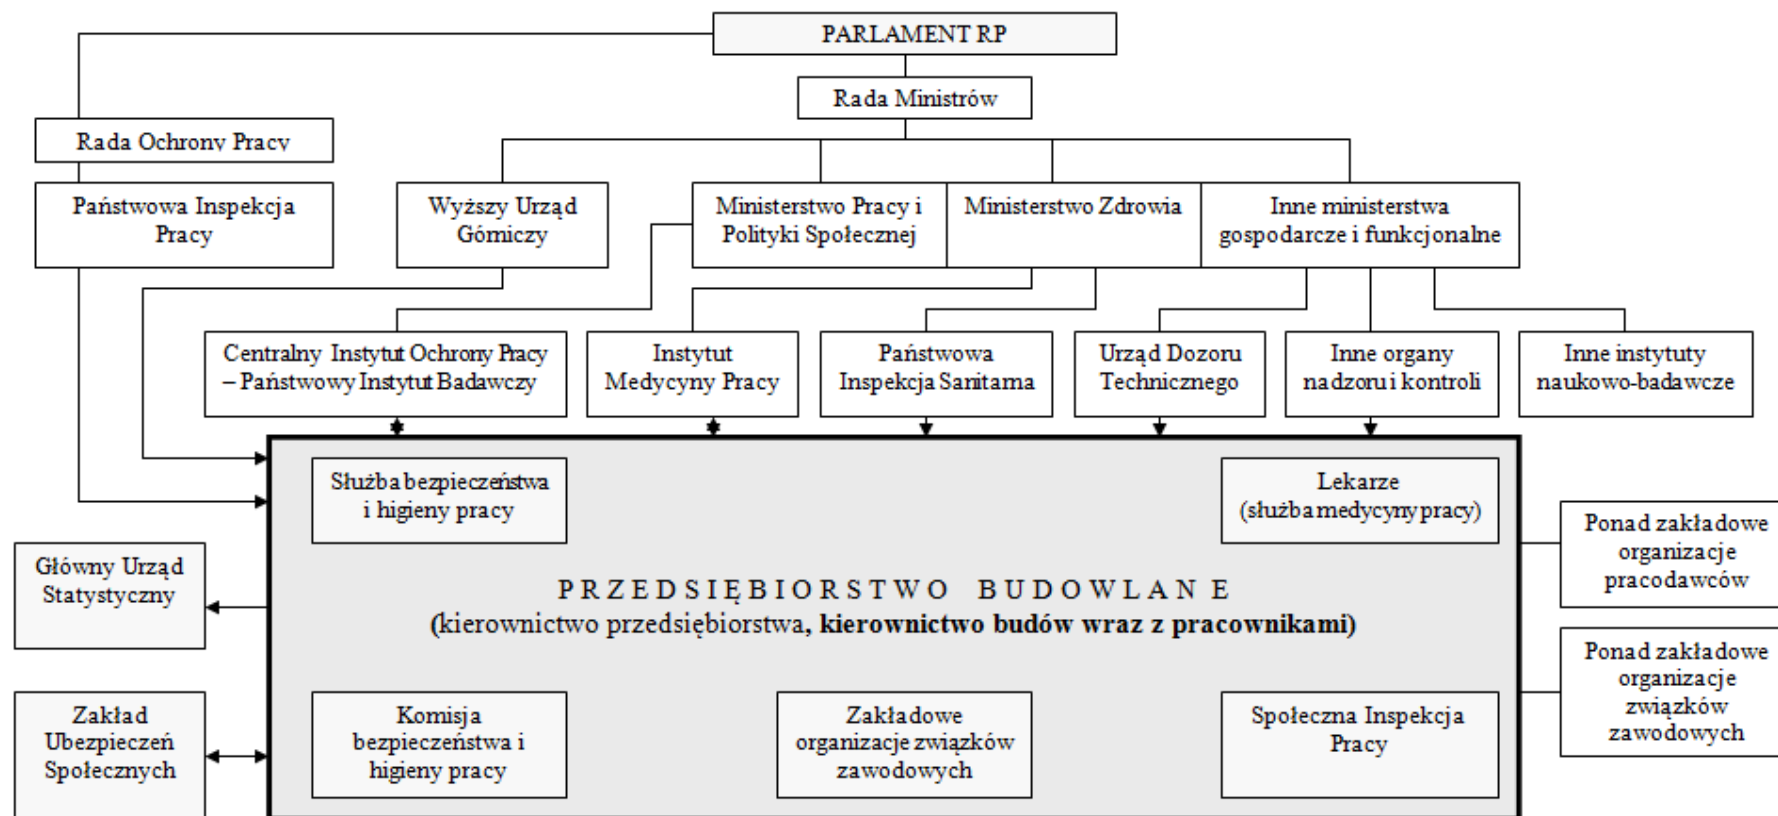 PARLAMENT RP
Rada Ministrów
Rada Ochrony Pracy
Państwowa Inspekcja
Pracy
Wyższy Urząd
Górniczy
Ministerstwo Pracy i
Polityki Społecznej
Ministerstwo Zdrowia
Inne ministerstwa
gospodarcze i funkcjonalne
Centralny Instytut Ochrony Pracy
– Państwowy Instytut Badawczy
Instytut
Medycyny Pracy
Państwowa
Inspekcja Sanitarna
Urząd Dozoru
Technicznego
Inne organy
nadzoru i kontroli
Inne instytuty
naukowo-badawcze
Służba bezpieczeństwa
i higieny pracy
Lekarze
(służba medycyny pracy)
Ponad zakładowe
organizacje
pracodawców
Główny Urząd
Statystyczny
PRZEDSIĘBIORSTWO BUDOWLANE
(kierownictwo przedsiębiorstwa, kierownictwo budów wraz z pracownikami)
Ponad zakładowe
organizacje
związków
zawodowych
Zakład
Ubezpieczeń
Społecznych
Komisja
bezpieczeństwa i
higieny pracy
Zakładowe
organizacje związków
zawodowych
Społeczna Inspekcja
Pracy